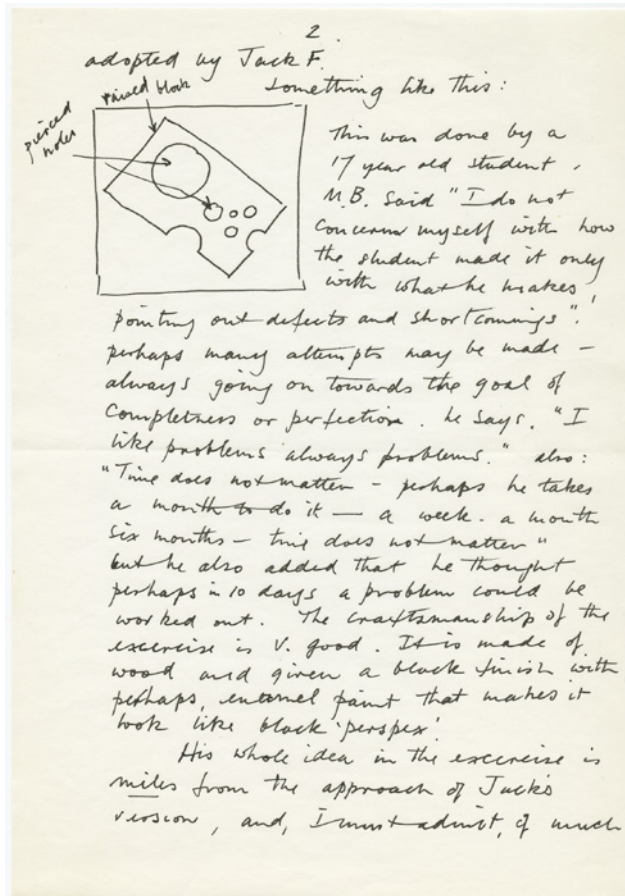 2.
adopted by Jack F.
Something like this:
raised block
pierced
holes
This was done by a
17 year old student.
M.B. said "I do not
concern myself with how
the student made it only
with what he makes,
pointing out defects and shortcomings".
perhaps many attempts may be made –
always going on towards the goal of
completness or perfection. he says. "I
like problems always problems." also:
"Time does not matter – perhaps he takes
a month to do it — a week. a month
six months – time does not matter"
but he also added that he thought
perhaps in 10 days a problem could be
worked out. The craftsmanship of the
excercise is v. good. It is made of
wood and given a black finish with
perhaps, enamel paint that makes it
look like black 'perspex'.
His whole idea in the excercise is
miles from the approach of Jack's
version, and, I must admit, of much